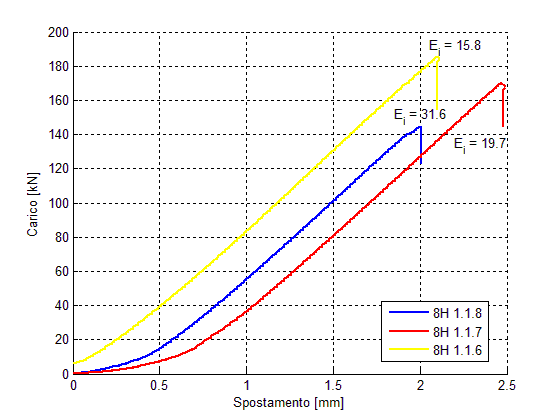 200
180
160
140
120
100
80
60
40
20
0
Carico [kN]
E_i = 15.8
E_i = 31.6
E_i = 19.7
8H 1.1.8
8H 1.1.7
8H 1.1.6
0 0.5 1 1.5 2 2.5
Spostamento [mm]